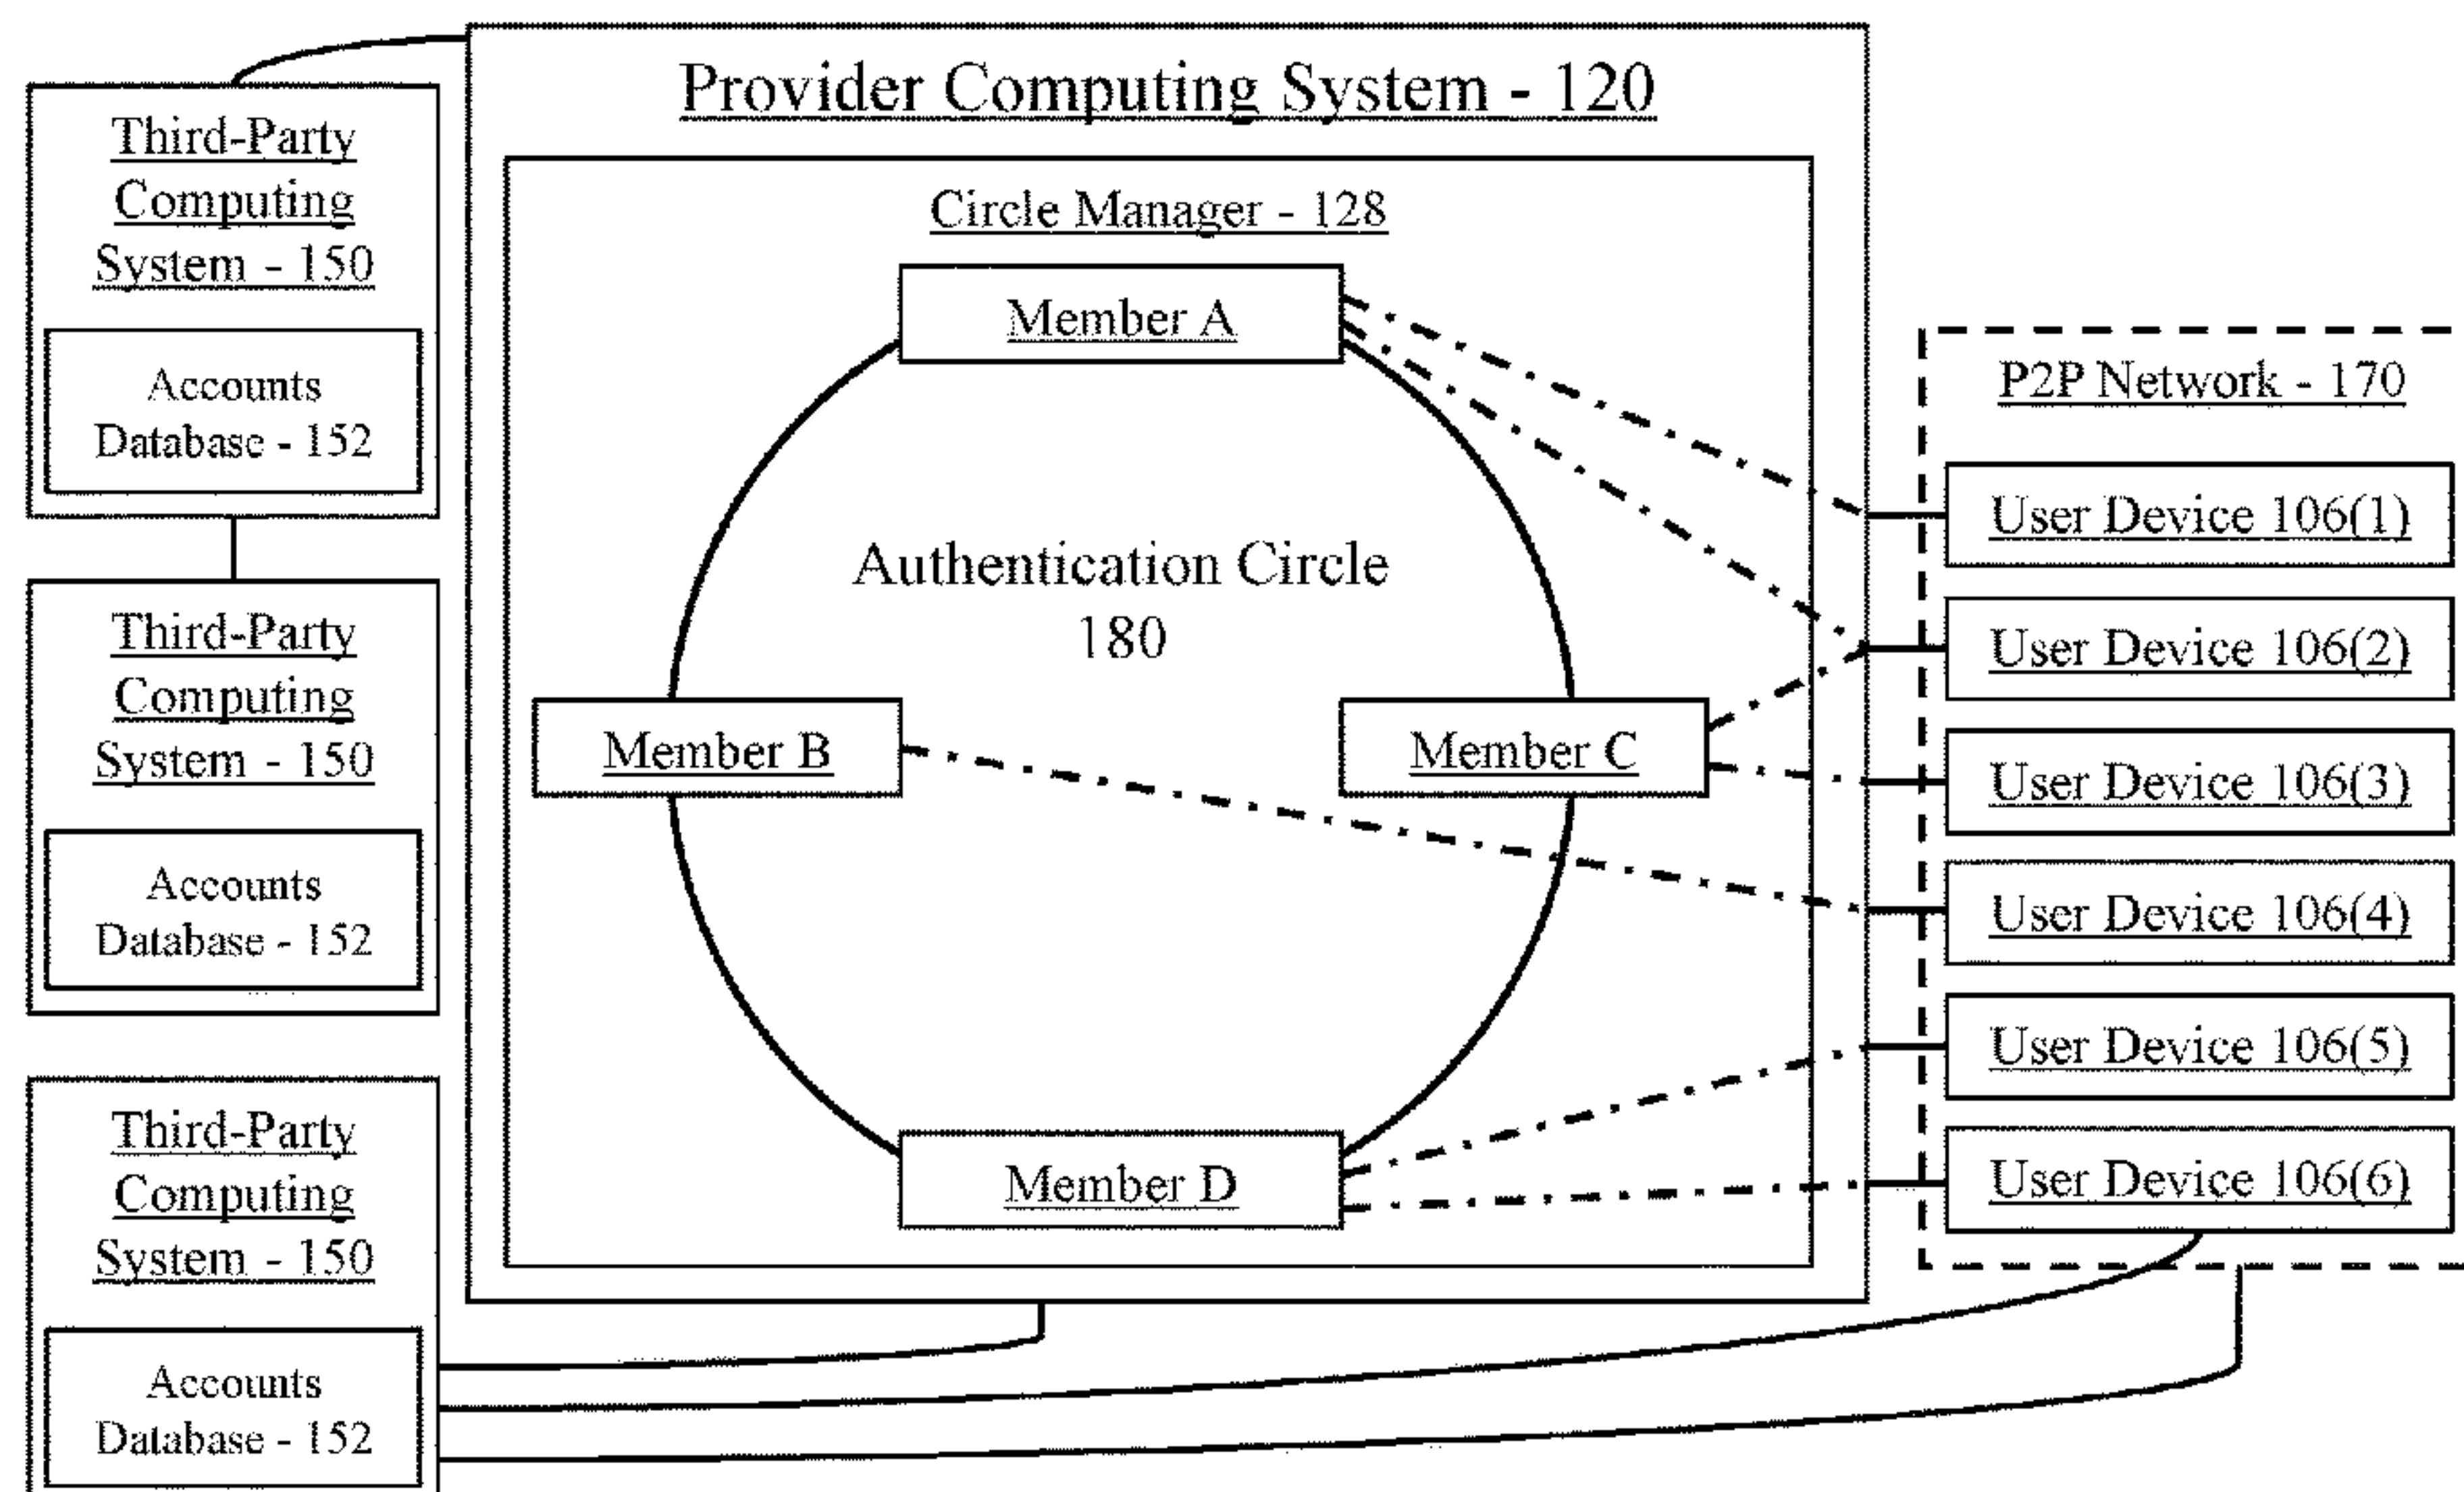 Provider Computing System - 120
Third-Party
Computing
System - 150
Accounts
Database - 152
Third-Party
Computing
System - 150
Accounts
Database - 152
Third-Party
Computing
System - 150
Accounts
Database - 152
Circle Manager - 128
Member A
Authentication Circle
180
Member B
Member C
Member D
P2P Network - 170
User Device 106(1)
User Device 106(2)
User Device 106(3)
User Device 106(4)
User Device 106(5)
User Device 106(6)